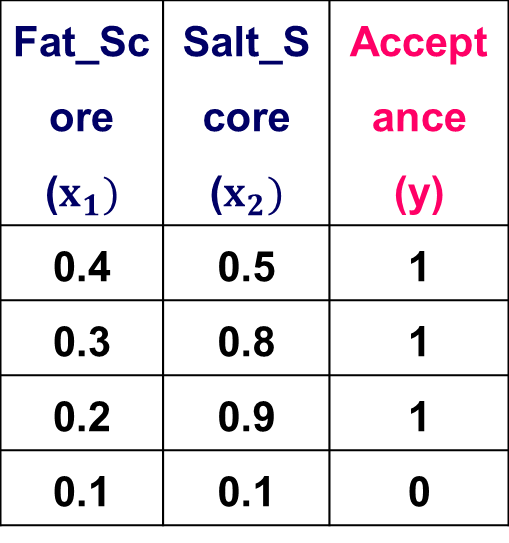 Fat_Sc Salt_S Accept
ore core ance
(x₁) (x₂) (y)
0.4 0.5 1
0.3 0.8 1
0.2 0.9 1
0.1 0.1 0